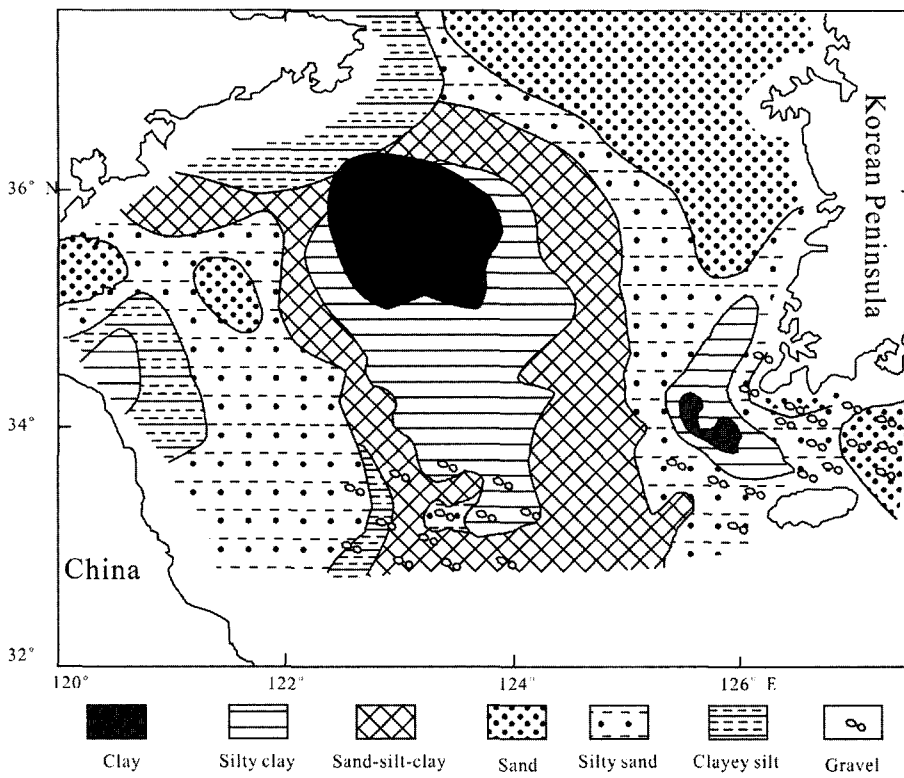 36° N
34°
32°
120°
122°
124°
126° E
China
Korean Peninsula
Clay
Silty clay
Sand-silt-clay
Sand
Silty sand
Clayey silt
Gravel